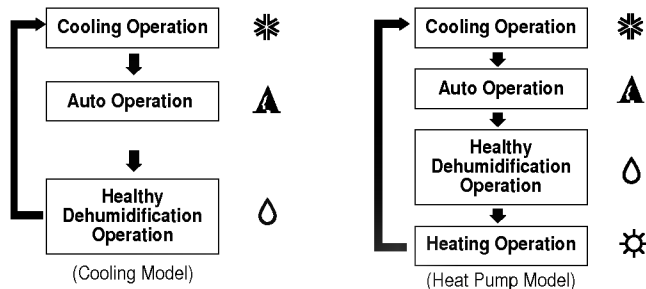 Cooling Operation
Auto Operation
Healthy
Dehumidification
Operation
(Cooling Model)
Cooling Operation
Auto Operation
Healthy
Dehumidification
Operation
Heating Operation
(Heat Pump Model)